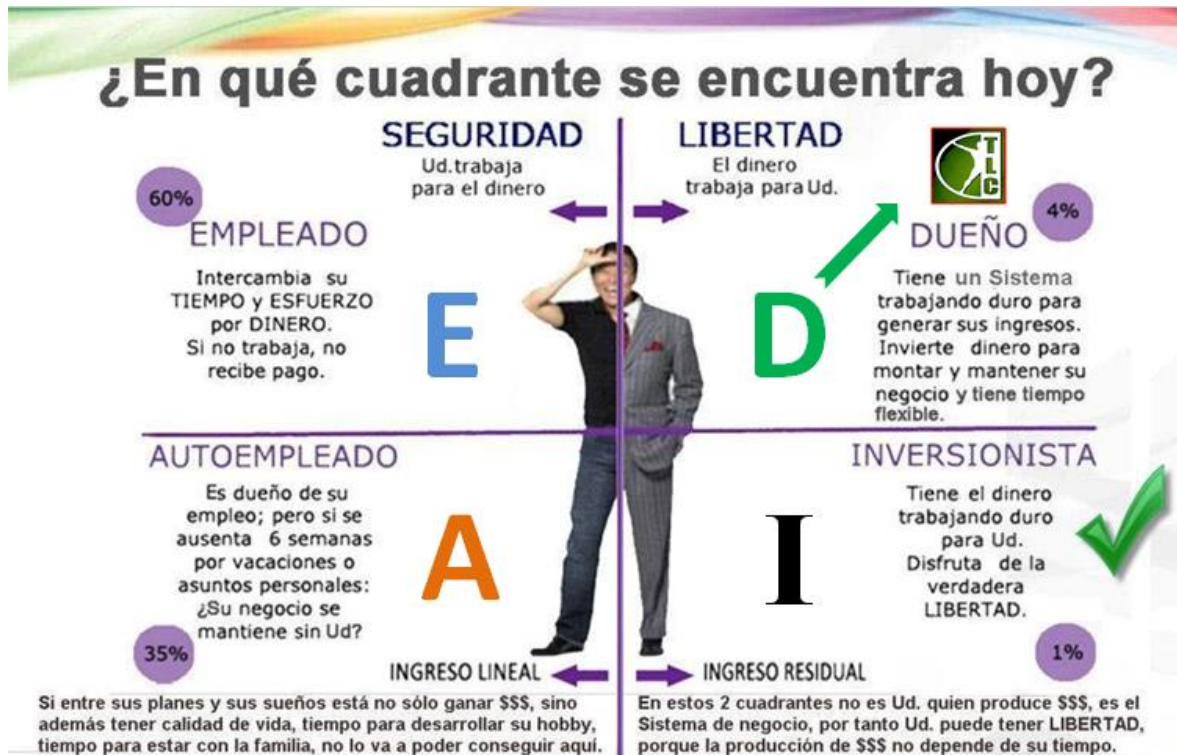 ¿En qué cuadrante se encuentra hoy?
SEGURIDAD
Ud.trabaja
para el dinero
LIBERTAD
El dinero
trabaja para Ud.
TLC
60%
EMPLEADO
Intercambia su
TIEMPO y ESFUERZO
por DINERO.
Si no trabaja, no
recibe pago.
E
D
4%
DUEÑO
Tiene un Sistema
trabajando duro para
generar sus ingresos.
Invierte dinero para
montar y mantener su
negocio y tiene tiempo
flexible.
AUTOEMPLEADO
Es dueño de su
empleo; pero si se
ausenta 6 semanas
por vacaciones o
asuntos personales:
¿Su negocio se
mantiene sin Ud?
35%
A
I
INVERSIONISTA
Tiene el dinero
trabajando duro
para Ud.
Disfruta de la
verdadera
LIBERTAD.
1%
INGRESO LINEAL
INGRESO RESIDUAL
Si entre sus planes y sus sueños está no sólo ganar $$$, sino
además tener calidad de vida, tiempo para desarrollar su hobby,
tiempo para estar con la familia, no lo va a poder conseguir aquí.
En estos 2 cuadrantes no es Ud. quien produce $$$, es el
Sistema de negocio, por tanto Ud. puede tener LIBERTAD,
porque la producción de $$$ no depende de su tiempo.